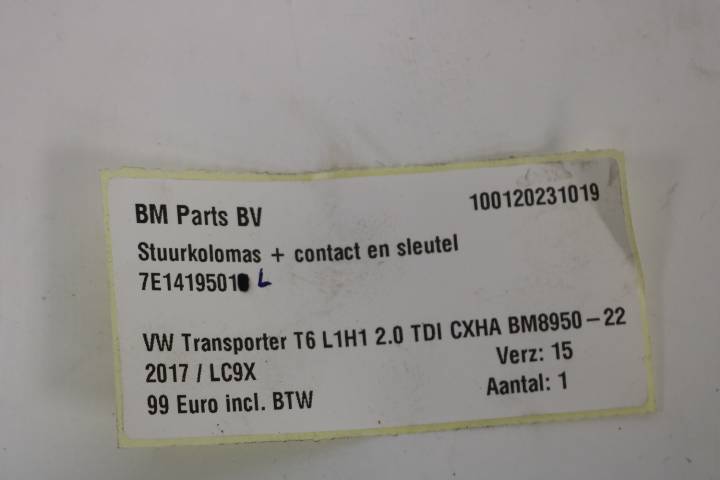 BM Parts BV 100120231019
Stuurkolomas + contact en sleutel
7E1419501 L
VW Transporter T6 L1H1 2.0 TDI CXHA BM8950-22
2017 / LC9X Verz: 15
99 Euro incl. BTW Aantal: 1